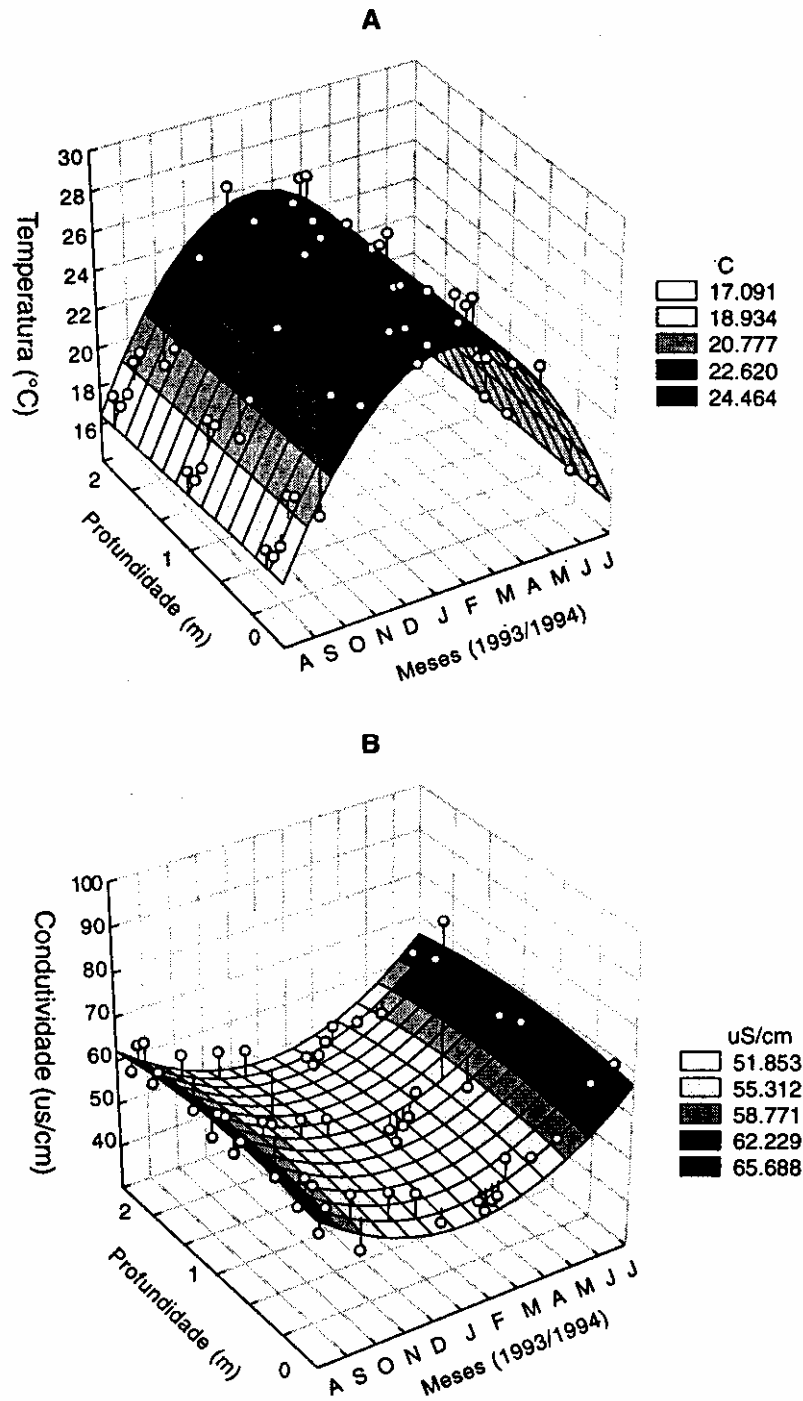 A
30
28
26
24
22
20
18
16
Temperatura (°C)
2
1
0
Profundidade (m)
A S O N D J F M A M J J
Meses (1993/1994)
C
17.091
18.934
20.777
22.620
24.464
B
100
90
80
70
60
50
40
Condutividade (us/cm)
2
1
0
Profundidade (m)
A S O N D J F M A M J J
Meses (1993/1994)
uS/cm
51.853
55.312
58.771
62.229
65.688